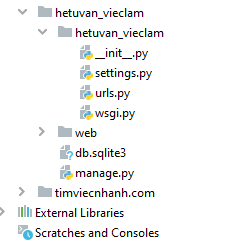 hetuvan_vieclam
hetuvan_vieclam
__init__.py
settings.py
urls.py
wsgi.py
web
db.sqlite3
manage.py
timviecnhanh.com
External Libraries
Scratches and Consoles